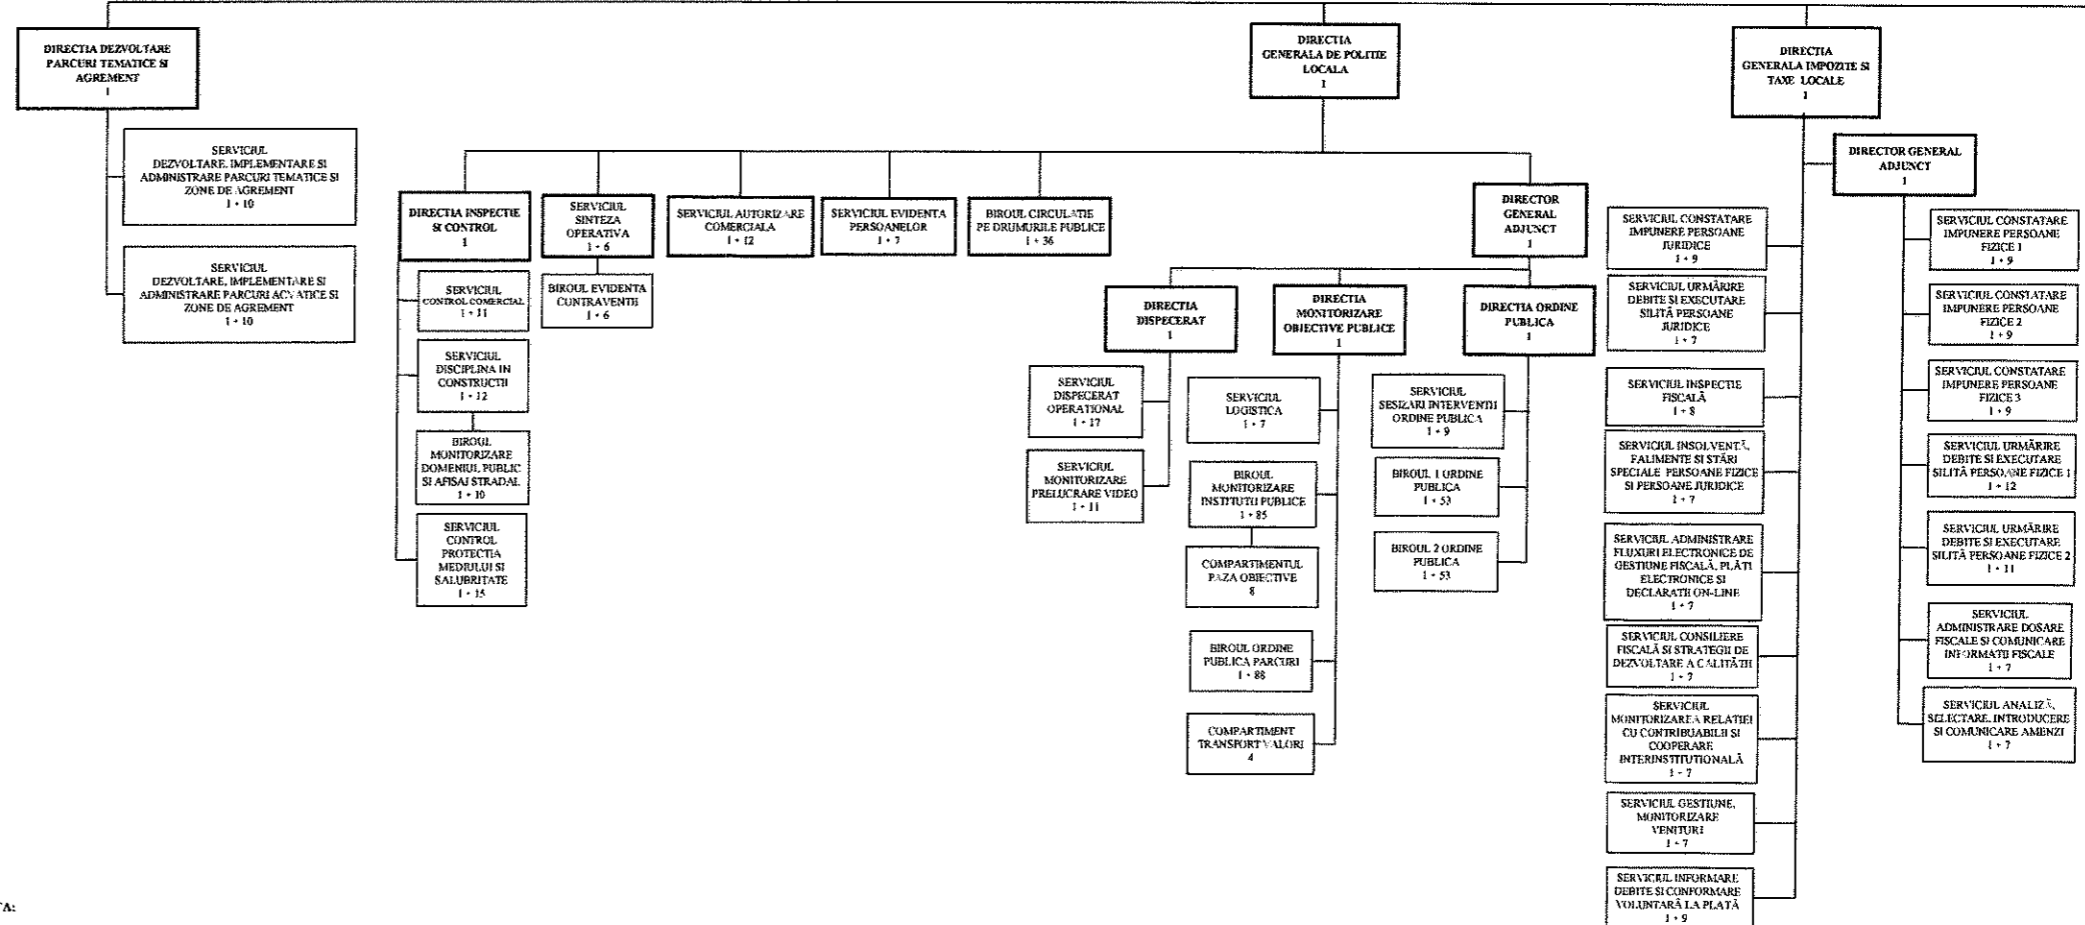 DIRECTIA DEZVOLTARE
PARCURI TEMATICE SI
AGREMENT
1
SERVICIUL
DEZVOLTARE, IMPLEMENTARE SI
ADMINISTRARE PARCURI TEMATICE SI
ZONE DE AGREMENT
1 + 10
SERVICIUL
DEZVOLTARE, IMPLEMENTARE SI
ADMINISTRARE PARCURI ACVATICE SI
ZONE DE AGREMENT
1 + 10
DIRECTIA
GENERALA DE POLITIE
LOCALA
1
DIRECTIA INSPECTIE
SI CONTROL
1
SERVICIUL
CONTROL COMERCIAL
1 + 11
SERVICIUL
DISCIPLINA IN
CONSTRUCTII
1 + 12
BIROUL
MONITORIZARE
DOMENIUL PUBLIC
SI AFISAJ STRADAL
1 + 10
SERVICIUL
CONTROL
PROTECTIA
MEDIULUI SI
SALUBRITATE
1 + 15
SERVICIUL
SINTEZA
OPERATIVA
1 + 6
BIROUL EVIDENTA
CONTRAVENTII
1 + 6
SERVICIUL AUTORIZARE
COMERCIALA
1 + 12
SERVICIUL EVIDENTA
PERSOANELOR
1 + 7
BIROUL CIRCULATIE
PE DRUMURILE PUBLICE
1 + 36
DIRECTOR
GENERAL
ADJUNCT
1
DIRECTIA
DISPECERAT
1
SERVICIUL
DISPECERAT
OPERATIONAL
1 + 17
SERVICIUL
MONITORIZARE
PRELUCRARE VIDEO
1 + 11
DIRECTIA
MONITORIZARE
OBIECTIVE PUBLICE
1
SERVICIUL
LOGISTICA
1 + 7
BIROUL
MONITORIZARE
INSTITUTII PUBLICE
1 + 85
COMPARTIMENTUL
PAZA OBIECTIVE
8
BIROUL ORDINE
PUBLICA PARCURI
1 + 88
COMPARTIMENT
TRANSPORT VALORI
4
DIRECTIA ORDINE
PUBLICA
1
SERVICIUL
SESIZARI INTERVENTII
ORDINE PUBLICA
1 + 9
BIROUL 1 ORDINE
PUBLICA
1 + 53
BIROUL 2 ORDINE
PUBLICA
1 + 53
DIRECTIA
GENERALA IMPOZITE SI
TAXE LOCALE
1
SERVICIUL CONSTATARE
IMPUNERE PERSOANE
JURIDICE
1 + 9
SERVICIUL URMĂRIRE
DEBITE SI EXECUTARE
SILITĂ PERSOANE
JURIDICE
1 + 7
SERVICIUL INSPECTIE
FISCALĂ
1 + 8
SERVICIUL INSOLVENTĂ,
FALIMENTE SI STĂRI
SPECIALE PERSOANE FIZICE
SI PERSOANE JURIDICE
1 + 7
SERVICIUL ADMINISTRARE
FLUXURI ELECTRONICE DE
GESTIUNE FISCALĂ, PLĂTI
ELECTRONICE SI
DECLARATII ON-LINE
1 + 7
SERVICIUL CONSILIERE
FISCALĂ SI STRATEGII DE
DEZVOLTARE A CALITĂTII
1 + 7
SERVICIUL
MONITORIZAREA RELATIEI
CU CONTRIBUABILII SI
COOPERARE
INTERINSTITUTIONALĂ
1 + 7
SERVICIUL GESTIUNE,
MONITORIZARE
VENITURI
1 + 7
SERVICIUL INFORMARE
DEBITE SI CONFORMARE
VOLUNTARĂ LA PLATĂ
1 + 9
DIRECTOR GENERAL
ADJUNCT
1
SERVICIUL CONSTATARE
IMPUNERE PERSOANE
FIZICE 1
1 + 9
SERVICIUL CONSTATARE
IMPUNERE PERSOANE
FIZICE 2
1 + 9
SERVICIUL CONSTATARE
IMPUNERE PERSOANE
FIZICE 3
1 + 9
SERVICIUL URMĂRIRE
DEBITE SI EXECUTARE
SILITĂ PERSOANE FIZICE 1
1 + 12
SERVICIUL URMĂRIRE
DEBITE SI EXECUTARE
SILITĂ PERSOANE FIZICE 2
1 + 11
SERVICIUL
ADMINISTRARE DOSARE
FISCALE SI COMUNICARE
INFORMATII FISCALE
1 + 7
SERVICIUL ANALIZĂ,
SELECTARE, INTRODUCERE
SI COMUNICARE AMENZI
1 + 7
TA: